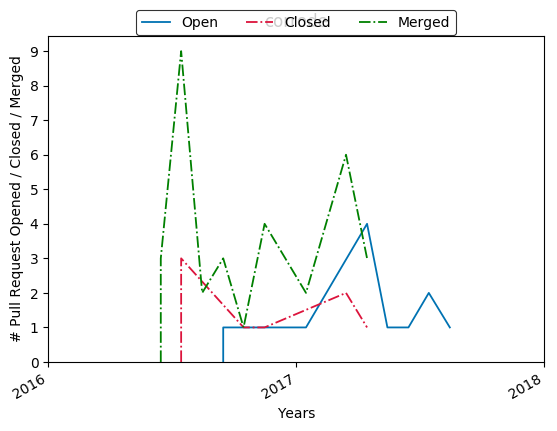 Open Closed Merged
# Pull Request Opened / Closed / Merged
9
8
7
6
5
4
3
2
1
0
2016 2017 2018
Years